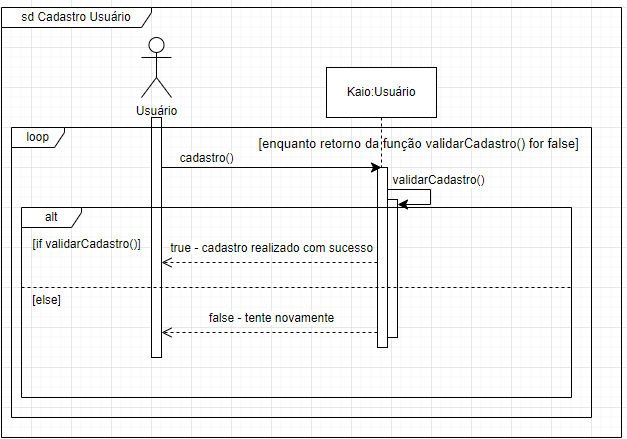 sd Cadastro Usuário
Usuário
Kaio:Usuário
loop
[enquanto retorno da função validarCadastro() for false]
cadastro()
validarCadastro()
alt
[if validarCadastro()]
true - cadastro realizado com sucesso
[else]
false - tente novamente